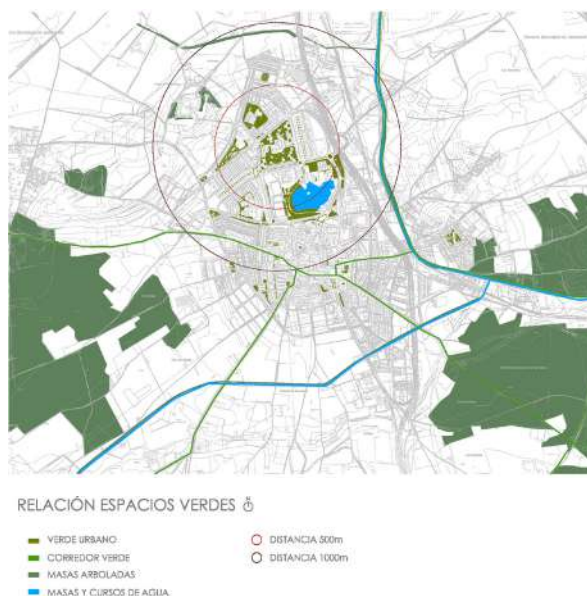 RELACIÓN ESPACIOS VERDES
VERDE URBANO
CORREDOR VERDE
MASAS ARBOLADAS
MASAS Y CURSOS DE AGUA
DISTANCIA 500m
DISTANCIA 1000m